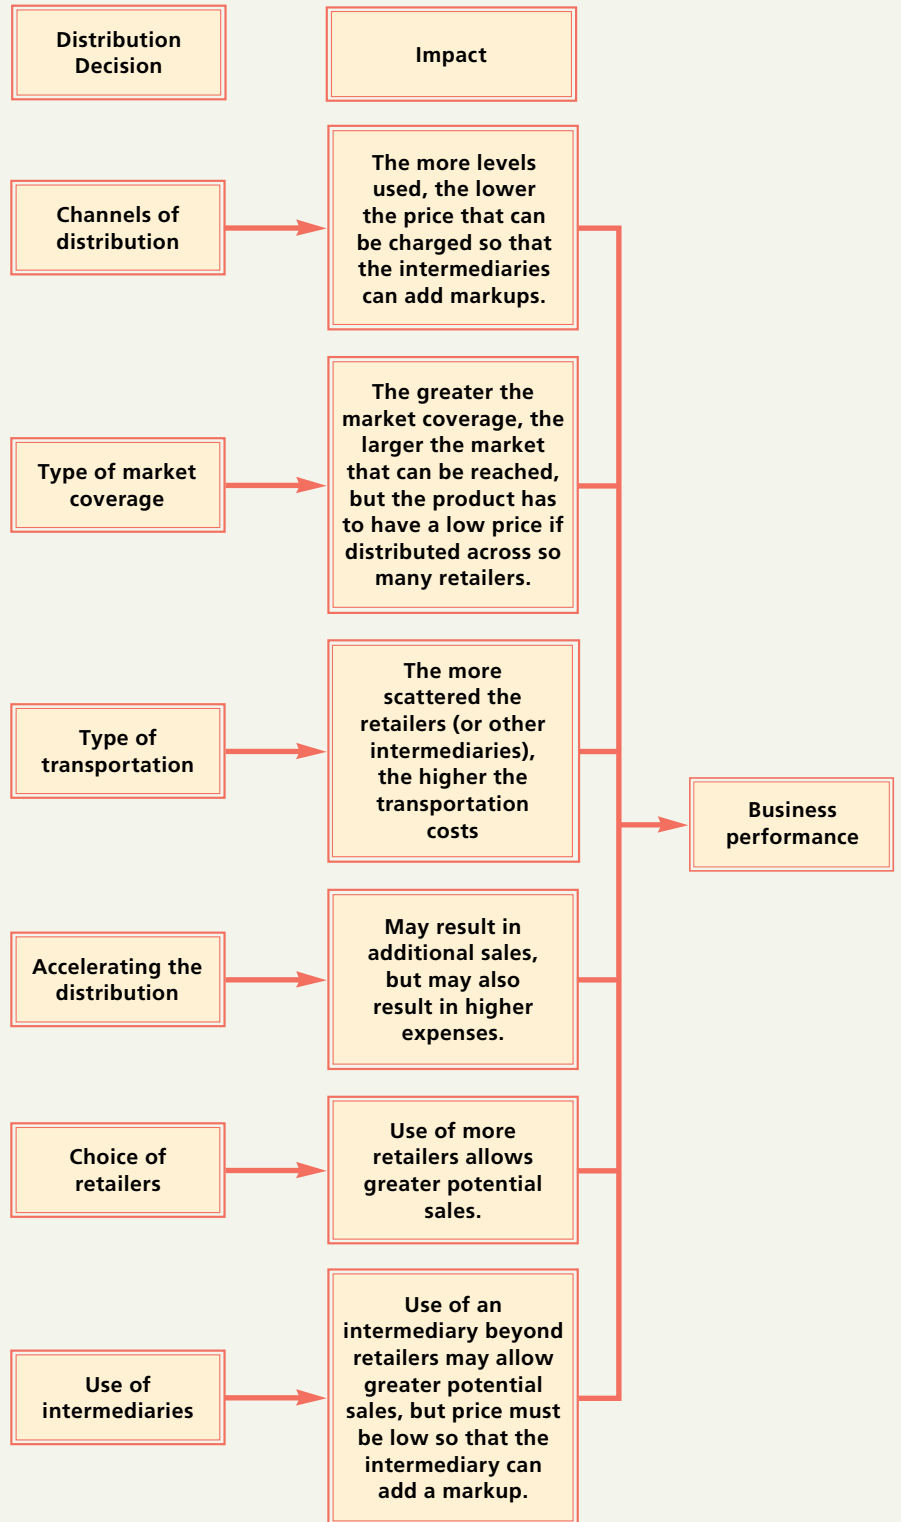 Distribution
Decision
Impact
Channels of
distribution
The more levels
used, the lower
the price that can
be charged so that
the intermediaries
can add markups.
Type of market
coverage
The greater the
market coverage, the
larger the market
that can be reached,
but the product has
to have a low price if
distributed across so
many retailers.
Type of
transportation
The more
scattered the
retailers (or other
intermediaries),
the higher the
transportation
costs
Business
performance
Accelerating the
distribution
May result in
additional sales,
but may also
result in higher
expenses.
Choice of
retailers
Use of more
retailers allows
greater potential
sales.
Use of
intermediaries
Use of an
intermediary beyond
retailers may allow
greater potential
sales, but price must
be low so that the
intermediary can
add a markup.